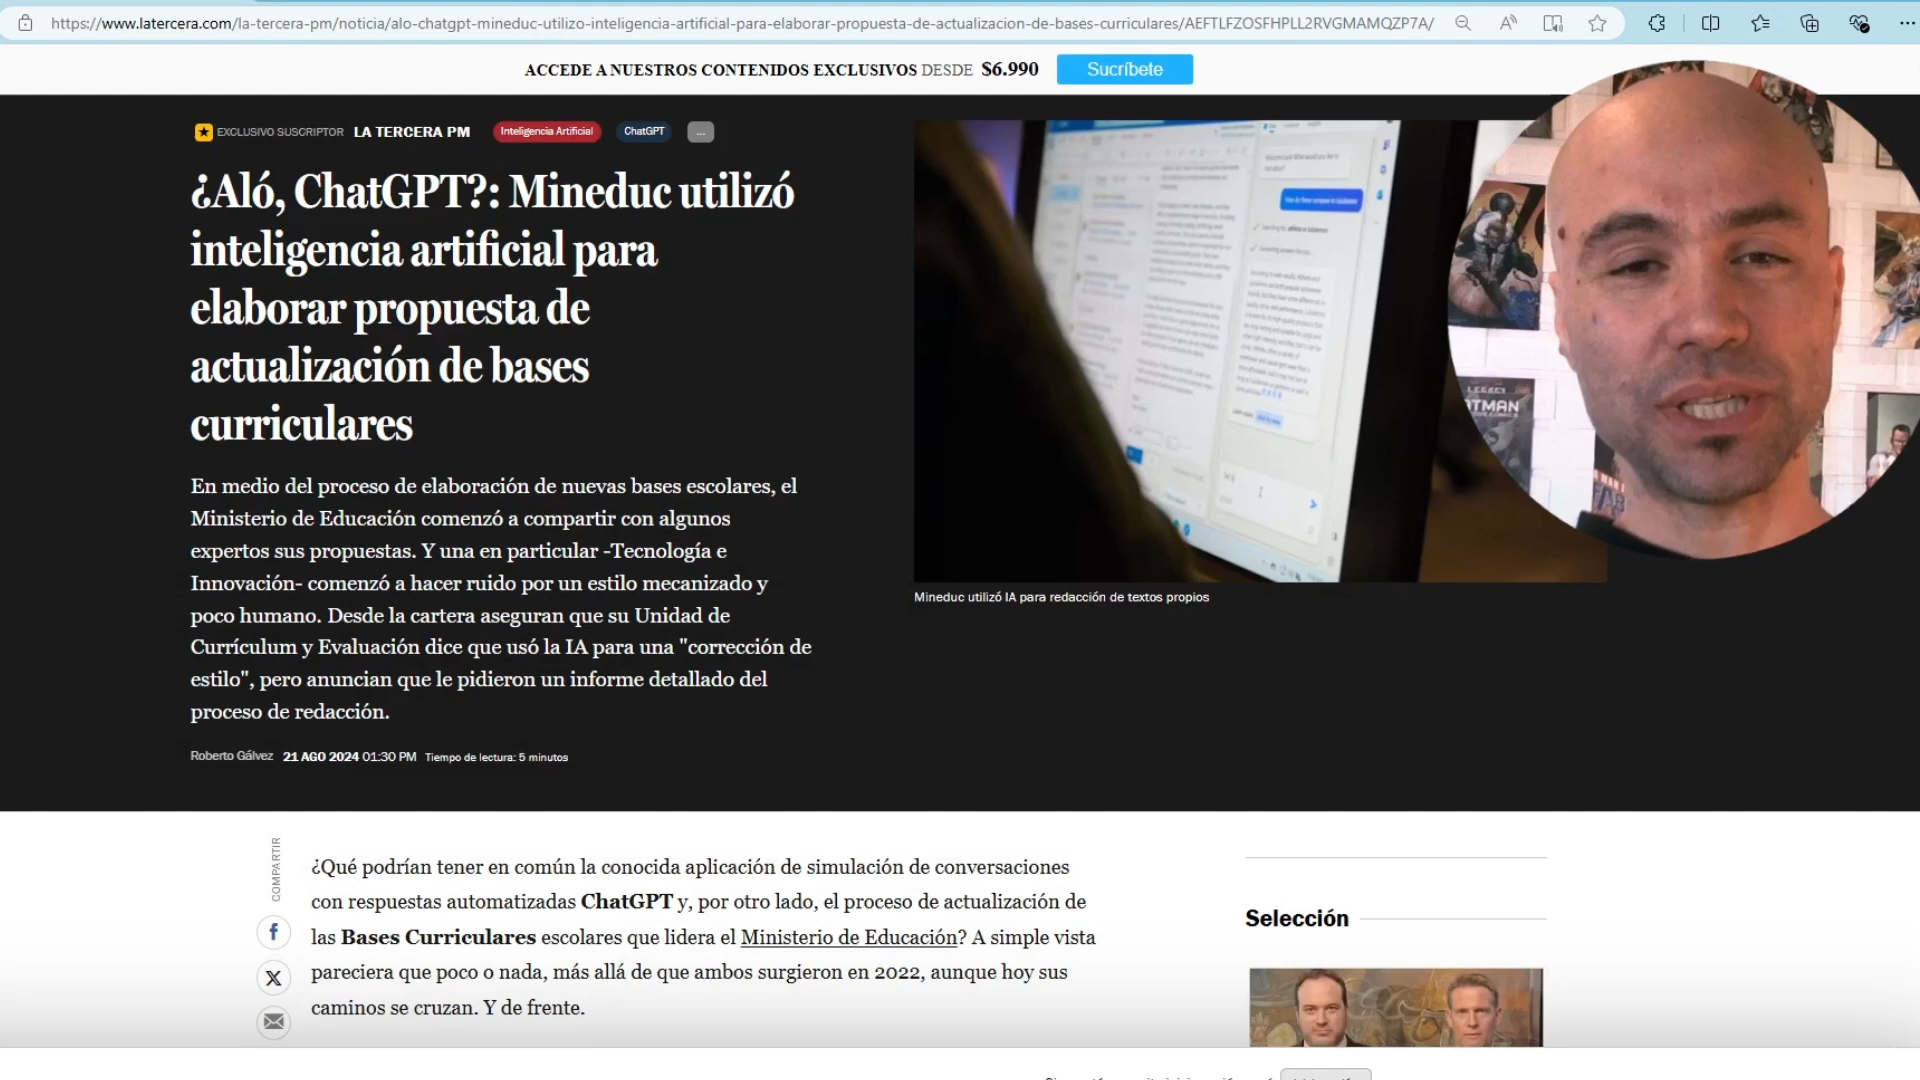 https://www.latercera.com/la-tercera-pm/noticia/alo-chatgpt-mineduc-utilizo-inteligencia-artificial-para-elaborar-propuesta-de-actualizacion-de-bases-curriculares/AEFTLFZOSFHPLL2RVGMAMQZP7A/
ACCEDE A NUESTROS CONTENIDOS EXCLUSIVOS DESDE $6.990 Sucríbete
EXCLUSIVO SUSCRIPTOR LA TERCERA PM Inteligencia Artificial ChatGPT ...
¿Aló, ChatGPT?: Mineduc utilizó
inteligencia artificial para
elaborar propuesta de
actualización de bases
curriculares
En medio del proceso de elaboración de nuevas bases escolares, el
Ministerio de Educación comenzó a compartir con algunos
expertos sus propuestas. Y una en particular -Tecnología e
Innovación- comenzó a hacer ruido por un estilo mecanizado y
poco humano. Desde la cartera aseguran que su Unidad de
Currículum y Evaluación dice que usó la IA para una "corrección de
estilo", pero anuncian que le pidieron un informe detallado del
proceso de redacción.
Roberto Gálvez 21 AGO 2024 01:30 PM Tiempo de lectura: 5 minutos
Mineduc utilizó IA para redacción de textos propios
COMPARTIR
¿Qué podrían tener en común la conocida aplicación de simulación de conversaciones
con respuestas automatizadas ChatGPT y, por otro lado, el proceso de actualización de
las Bases Curriculares escolares que lidera el Ministerio de Educación? A simple vista
pareciera que poco o nada, más allá de que ambos surgieron en 2022, aunque hoy sus
caminos se cruzan. Y de frente.
Selección